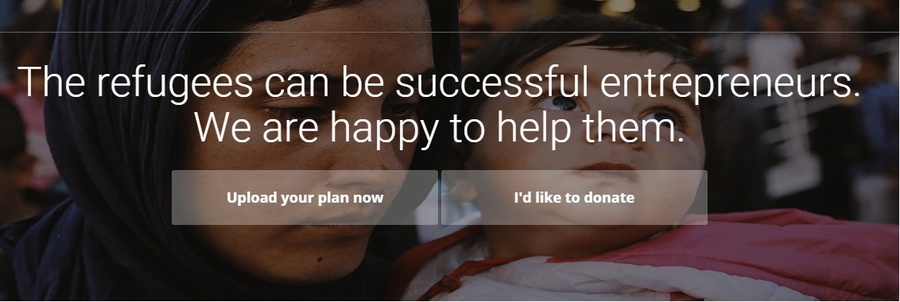 The refugees can be successful entrepreneurs.
We are happy to help them.
Upload your plan now
I'd like to donate